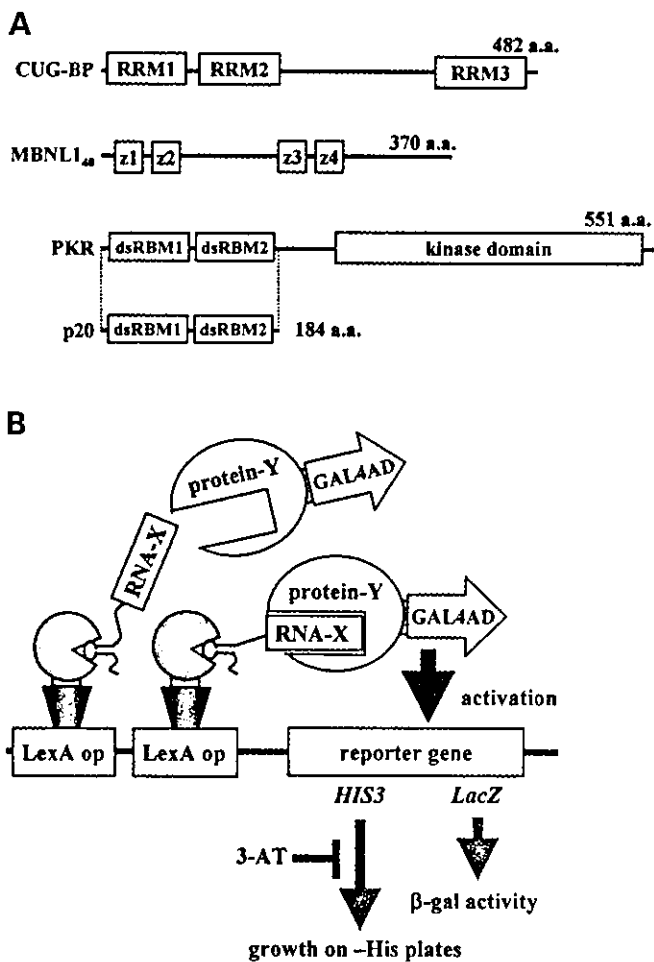 A
482 a.a.
CUG-BP RRM1 RRM2 RRM3
370 a.a.
MBNL1₄₀ z1 z2 z3 z4
551 a.a.
PKR dsRBM1 dsRBM2 kinase domain
p20 dsRBM1 dsRBM2 184 a.a.
B
protein-Y GAL4AD
RNA-X
protein-Y
RNA-X GAL4AD
activation
LexA op LexA op reporter gene
HIS3 LacZ
3-AT
β-gal activity
growth on –His plates